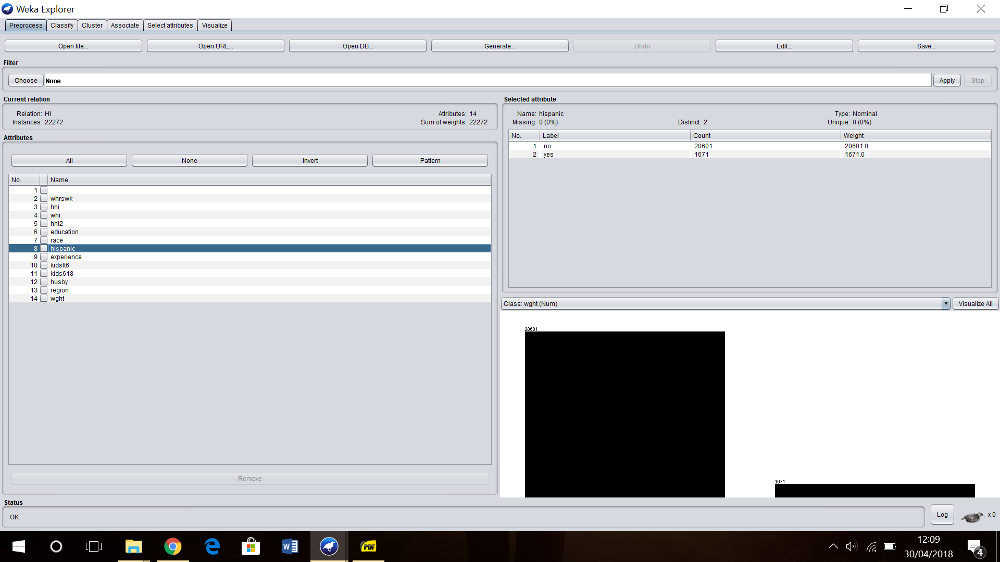 Weka Explorer
Preprocess Classify Cluster Associate Select attributes Visualize
Open file... Open URL... Open DB... Generate... Undo Edit... Save...
Filter
Choose None Apply Stop
Current relation
Relation: HI Attributes: 14
Instances: 22272 Sum of weights: 22272
Attributes
All None Invert Pattern
No. Name
1
2 whrswk
3 hhi
4 whi
5 hhi2
6 education
7 race
8 hispanic
9 experience
10 kidslt6
11 kids618
12 husby
13 region
14 wght
Remove
Selected attribute
Name: hispanic Type: Nominal
Missing: 0 (0%) Distinct: 2 Unique: 0 (0%)
No. Label Count Weight
1 no 20601 20601.0
2 yes 1671 1671.0
Class: wght (Num) Visualize All
20601
1671
Status
OK
Log x 0
W PDF
12:09
30/04/2018
4